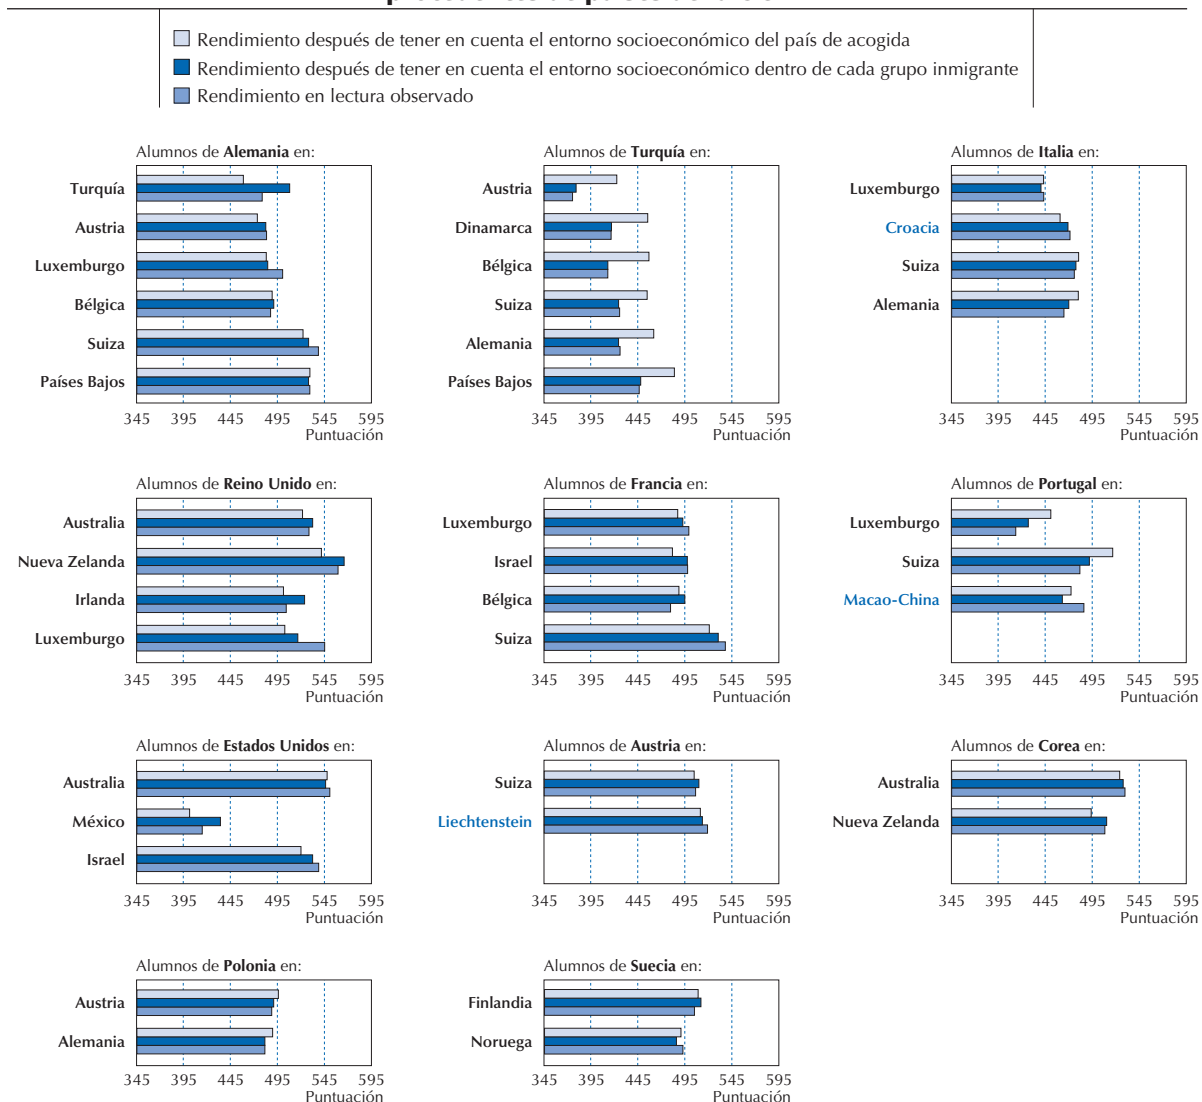 Rendimiento después de tener en cuenta el entorno socioeconómico del país de acogida
Rendimiento después de tener en cuenta el entorno socioeconómico dentro de cada grupo inmigrante
Rendimiento en lectura observado
Alumnos de Alemania en:
Turquía
Austria
Luxemburgo
Bélgica
Suiza
Países Bajos
345 395 445 495 545 595
Puntuación
Alumnos de Turquía en:
Austria
Dinamarca
Bélgica
Suiza
Alemania
Países Bajos
345 395 445 495 545 595
Puntuación
Alumnos de Italia en:
Luxemburgo
Croacia
Suiza
Alemania
345 395 445 495 545 595
Puntuación
Alumnos de Reino Unido en:
Australia
Nueva Zelanda
Irlanda
Luxemburgo
345 395 445 495 545 595
Puntuación
Alumnos de Francia en:
Luxemburgo
Israel
Bélgica
Suiza
345 395 445 495 545 595
Puntuación
Alumnos de Portugal en:
Luxemburgo
Suiza
Macao-China
345 395 445 495 545 595
Puntuación
Alumnos de Estados Unidos en:
Australia
México
Israel
345 395 445 495 545 595
Puntuación
Alumnos de Austria en:
Suiza
Liechtenstein
345 395 445 495 545 595
Puntuación
Alumnos de Corea en:
Australia
Nueva Zelanda
345 395 445 495 545 595
Puntuación
Alumnos de Polonia en:
Austria
Alemania
345 395 445 495 545 595
Puntuación
Alumnos de Suecia en:
Finlandia
Noruega
345 395 445 495 545 595
Puntuación